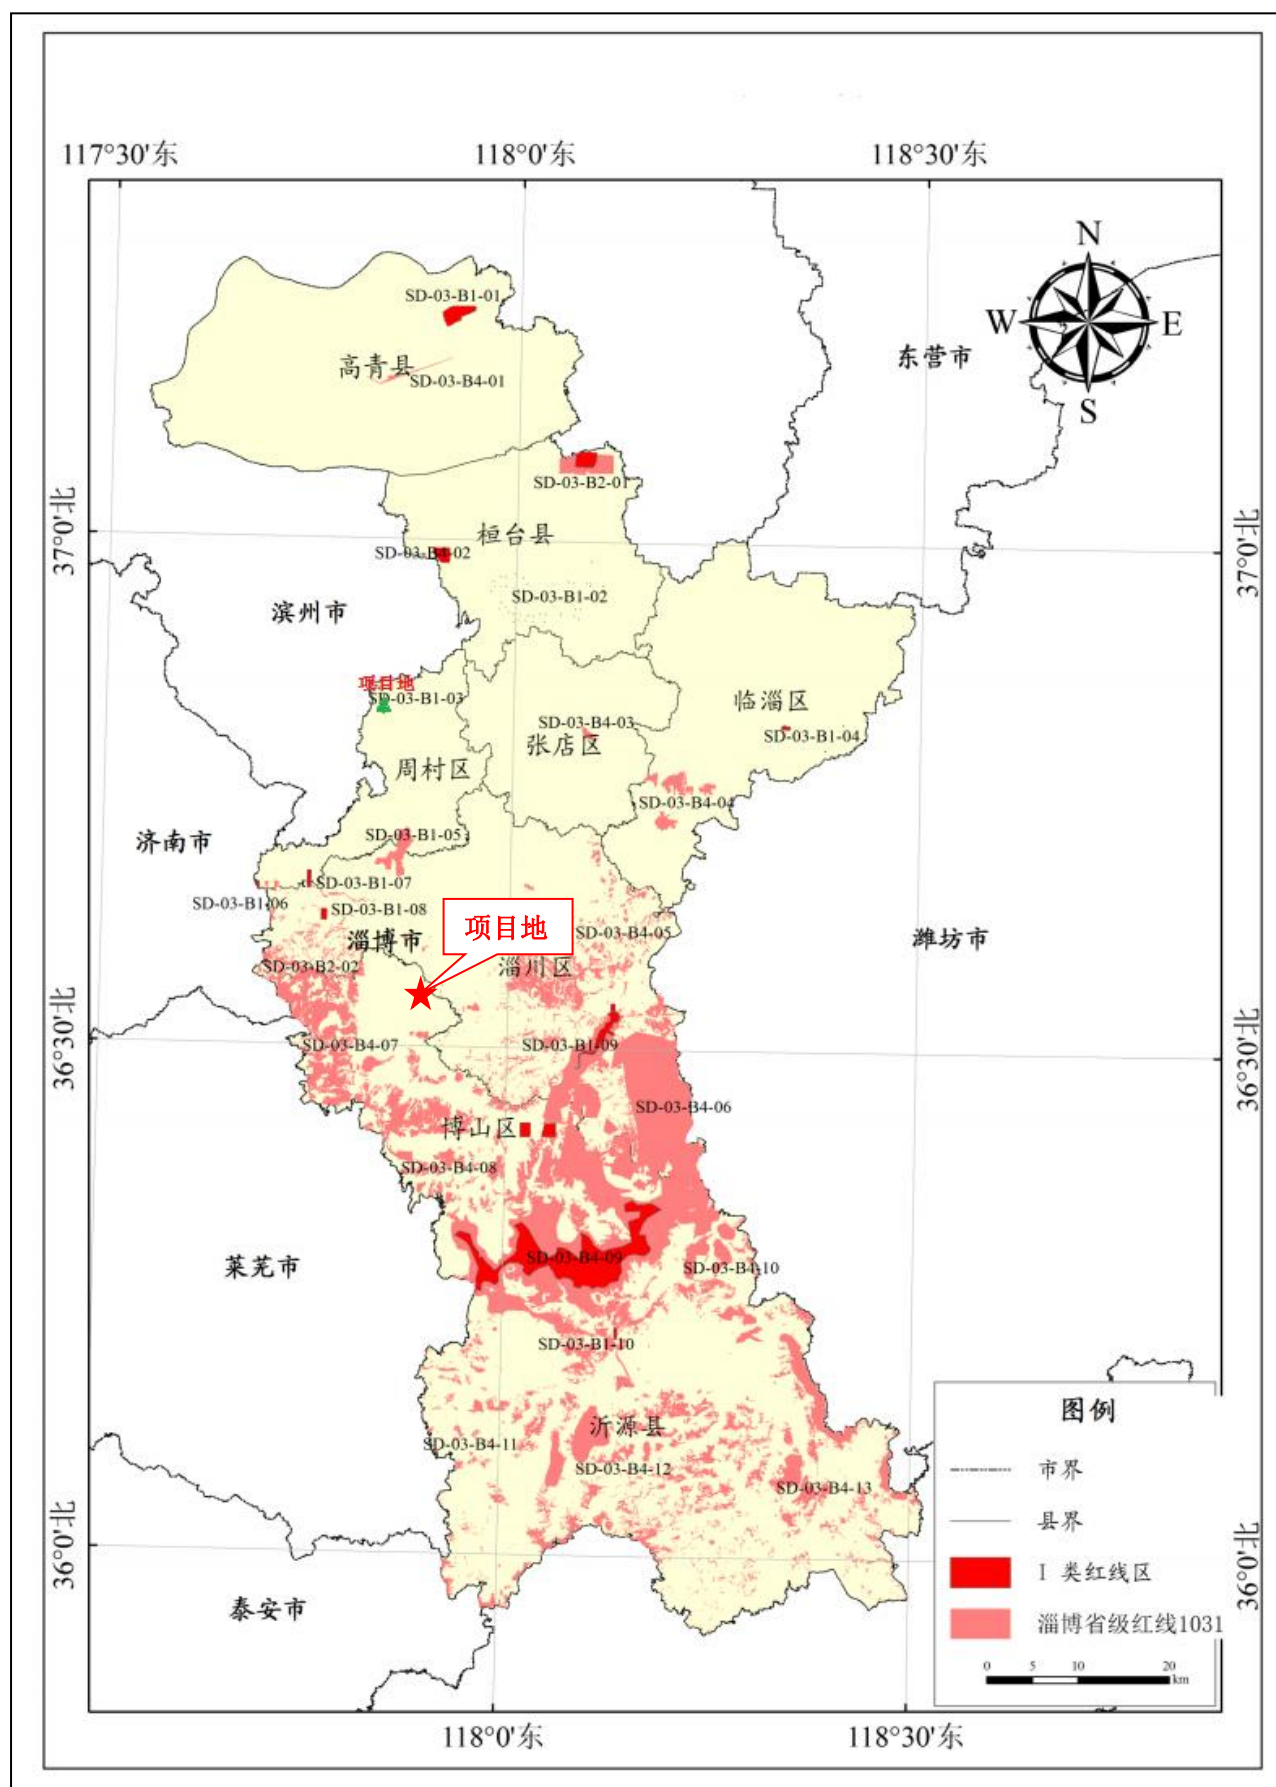 117°30'东
118°0'东
118°30'东
N
W
E
S
SD-03-B1-01
高青县
SD-03-B4-01
东营市
SD-03-B2-01
37°0'北
37°0'北
桓台县
SD-03-B4-02
SD-03-B1-02
滨州市
项目地
SD-03-B1-03
临淄区
SD-03-B4-03
SD-03-B1-04
张店区
周村区
SD-03-B4-04
SD-03-B1-05
济南市
SD-03-B1-07
SD-03-B1-06
SD-03-B1-08
项目地
SD-03-B4-05
淄博市
潍坊市
SD-03-B2-02
淄川区
36°30'北
36°30'北
SD-03-B4-07
SD-03-B1-09
SD-03-B4-06
博山区
SD-03-B4-08
SD-03-B4-09
莱芜市
SD-03-B4-10
SD-03-B1-10
沂源县
SD-03-B4-11
SD-03-B4-12
SD-03-B4-13
36°0'北
36°0'北
泰安市
图例
市界
县界
I 类红线区
淄博省级红线1031
0 5 10 20
km
118°0'东
118°30'东